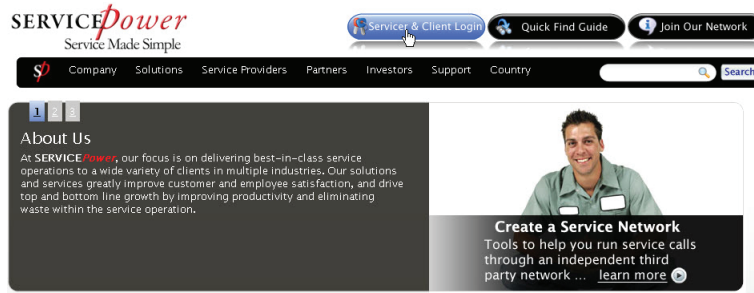 SERVICEPower
Service Made Simple
Servicer & Client Login
Quick Find Guide
Join Our Network
SP
Company Solutions Service Providers Partners Investors Support Country
Search
1 2 3
About Us
At SERVICEPower, our focus is on delivering best-in-class service
operations to a wide variety of clients in multiple industries. Our solutions
and services greatly improve customer and employee satisfaction, and drive
top and bottom line growth by improving productivity and eliminating
waste within the service operation.
Create a Service Network
Tools to help you run service calls
through an independent third
party network ... learn more